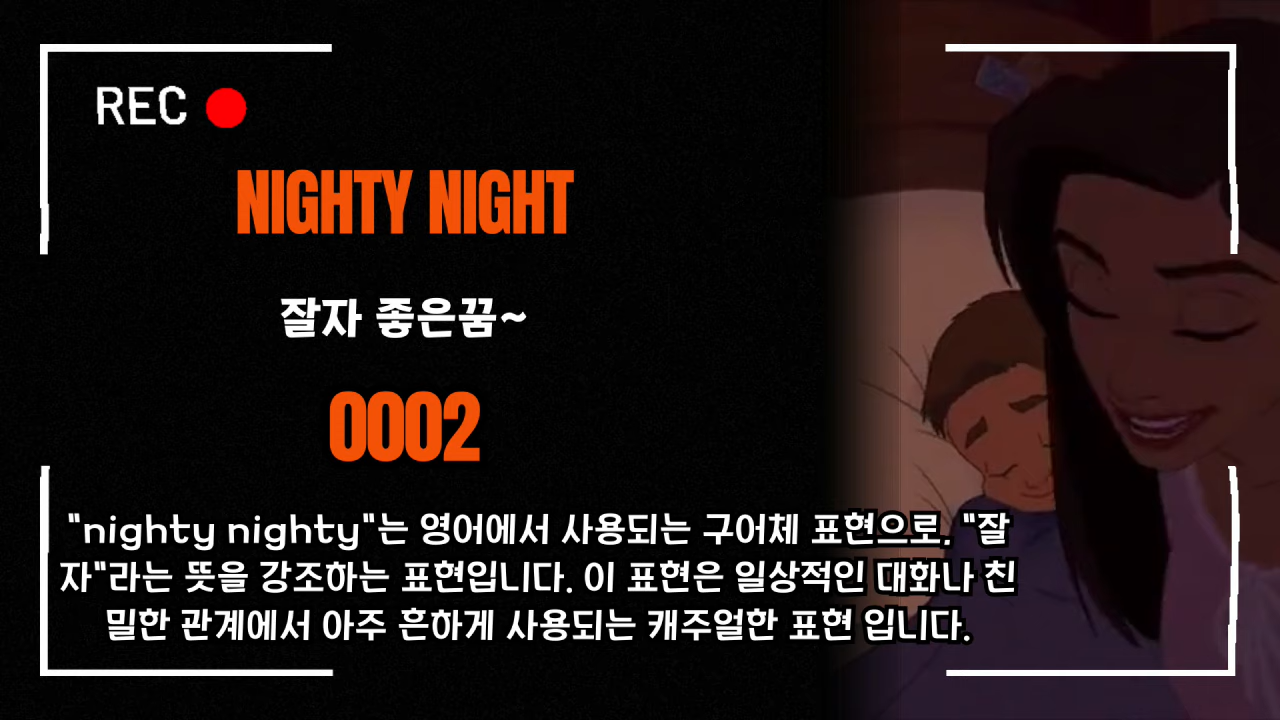 REC
NIGHTY NIGHT
잘자 좋은꿈~
0002
"nighty nighty"는 영어에서 사용되는 구어체 표현으로, "잘
자"라는 뜻을 강조하는 표현입니다. 이 표현은 일상적인 대화나 친
밀한 관계에서 아주 흔하게 사용되는 캐주얼한 표현 입니다.